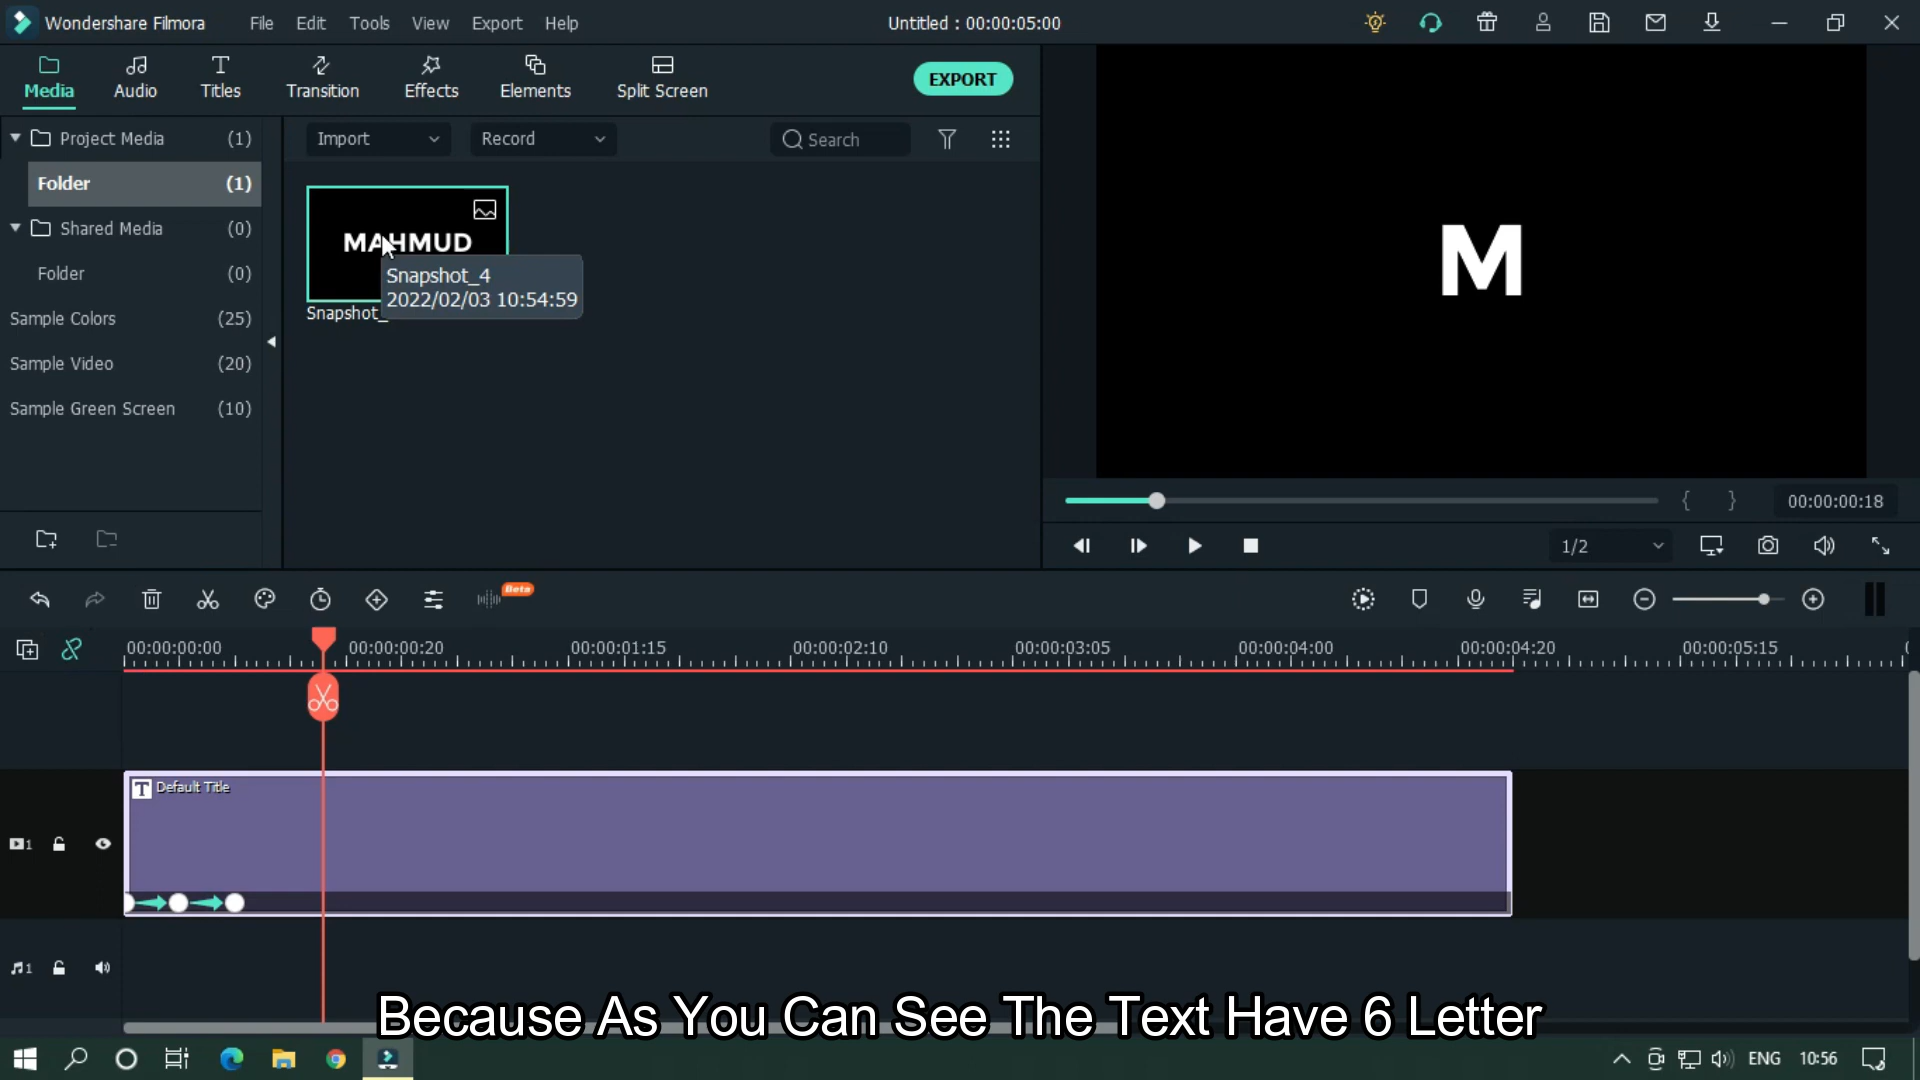 Wondershare Filmora File Edit Tools View Export Help Untitled : 00:00:05:00
Media Audio Titles Transition Effects Elements Split Screen EXPORT
Project Media (1) Import Record Search
Folder (1)
Shared Media (0)
Folder (0)
Sample Colors (25)
Sample Video (20)
Sample Green Screen (10)
MAHMUD
Snapshot_4
2022/02/03 10:54:59
Snapshot_
M
00:00:00:18
1/2
Beta
00:00:00:00 00:00:00:20 00:00:01:15 00:00:02:10 00:00:03:05 00:00:04:00 00:00:04:20 00:00:05:15
T Default Title
1
1
Because As You Can See The Text Have 6 Letter
ENG 10:56